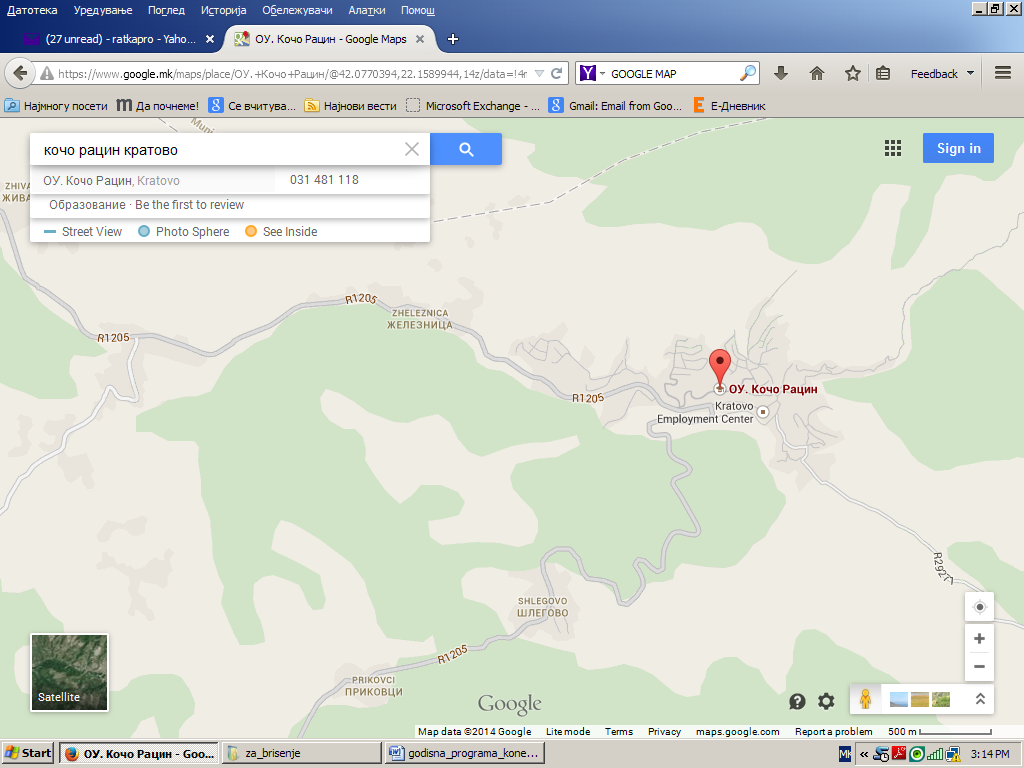 Датотека Уредување Поглед Историја Обележувачи Алатки Помош
(27 unread) - ratkapro - Yaho...
ОУ. Кочо Рацин - Google Maps
https://www.google.mk/maps/place/ОУ.+Кочо+Рацин/@42.0770394,22.1589944,14z/data=!4r
GOOGLE MAP
Feedback
Најмногу посети
Да почнеме!
Се вчитува...
Најнови вести
Microsoft Exchange - ...
Gmail: Email from Goo...
Е-Дневник
кочо рацин кратово
Sign in
ОУ. Кочо Рацин, Kratovo
031 481 118
Образование · Be the first to review
Street View
Photo Sphere
See Inside
R1205
ZHELEZNICA
ЖЕЛЕЗНИЦА
R1205
R1205
ОУ. Кочо Рацин
Kratovo
Employment Center
R29277
SHLEGOVO
ШЛЕГОВО
R1205
PRIKOVCI
ПРИКОВЦИ
Satellite
Google
Map data ©2014 Google Terms Privacy maps.google.com Report a problem 500 m
Lite mode
Start
ОУ. Кочо Рацин - Goo...
za_brisenje
godisna_programa_kone...
MK
3:14 PM